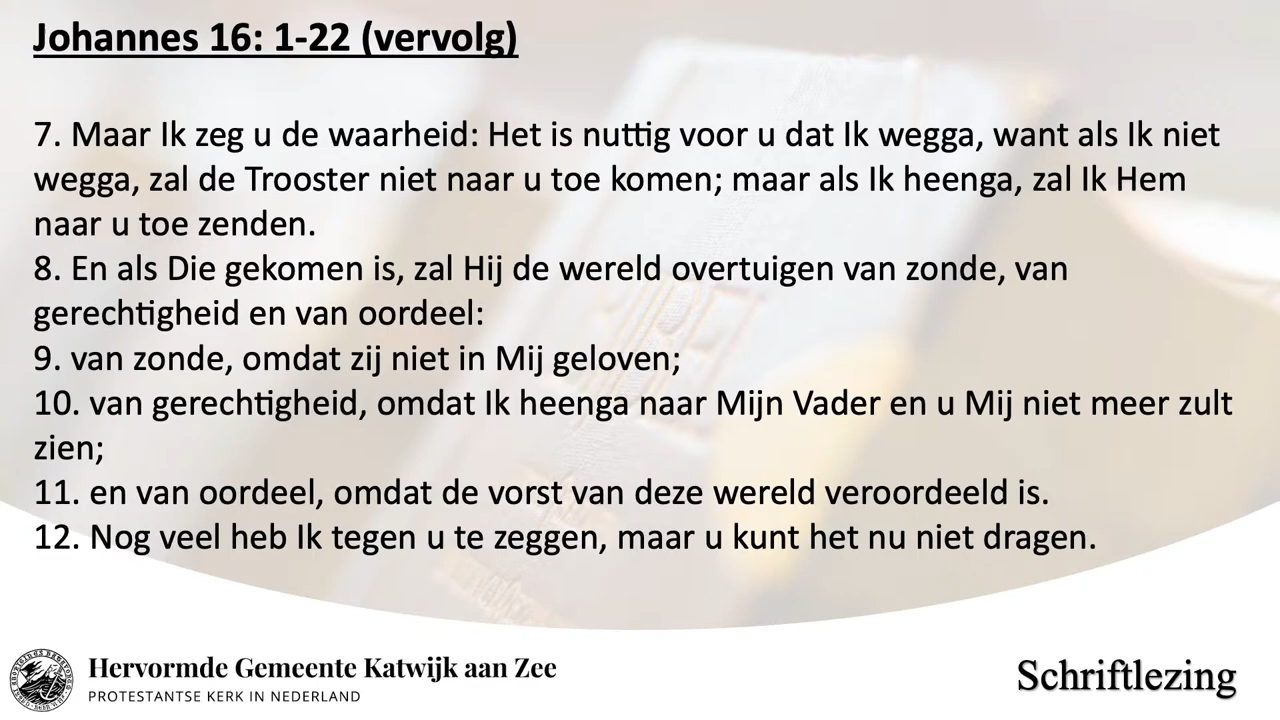 Johannes 16: 1-22 (vervolg)
7. Maar Ik zeg u de waarheid: Het is nuttig voor u dat Ik wegga, want als Ik niet
wegga, zal de Trooster niet naar u toe komen; maar als Ik heenga, zal Ik Hem
naar u toe zenden.
8. En als Die gekomen is, zal Hij de wereld overtuigen van zonde, van
gerechtigheid en van oordeel:
9. van zonde, omdat zij niet in Mij geloven;
10. van gerechtigheid, omdat Ik heenga naar Mijn Vader en u Mij niet meer zult
zien;
11. en van oordeel, omdat de vorst van deze wereld veroordeeld is.
12. Nog veel heb Ik tegen u te zeggen, maar u kunt het nu niet dragen.
Hervormde Gemeente Katwijk aan Zee
PROTESTANTSE KERK IN NEDERLAND
Schriftlezing